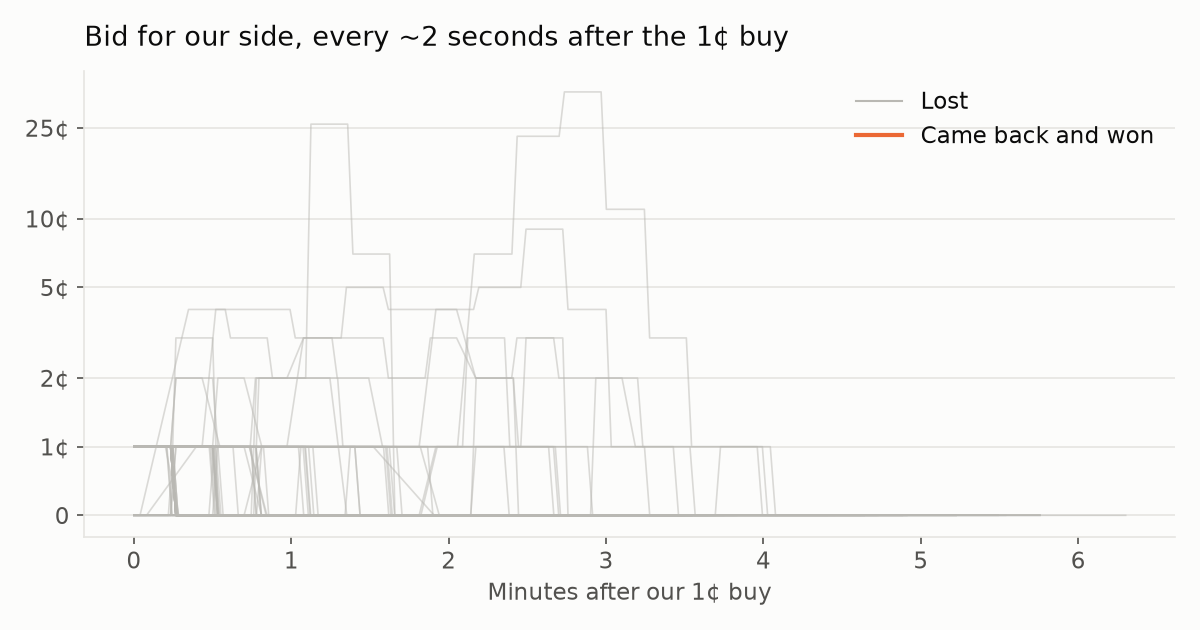 Bid for our side, every ~2 seconds after the 1¢ buy
Lost
Came back and won
25¢
10¢
5¢
2¢
1¢
0
0 1 2 3 4 5 6
Minutes after our 1¢ buy